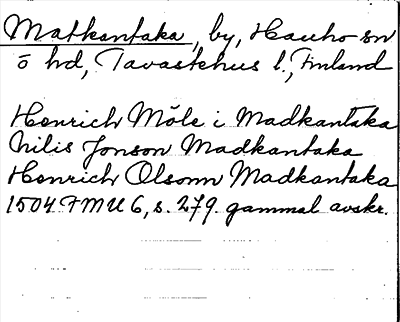 Matkantaka, by, Hauho sn
ö hd, Tavastehus l., Finland
Henrich Môle i Madkantaka
Nilis Jonson Madkantaka
Henrich Olsonn Madkantaka
1504 FMU 6, s. 279. gammal avskr.